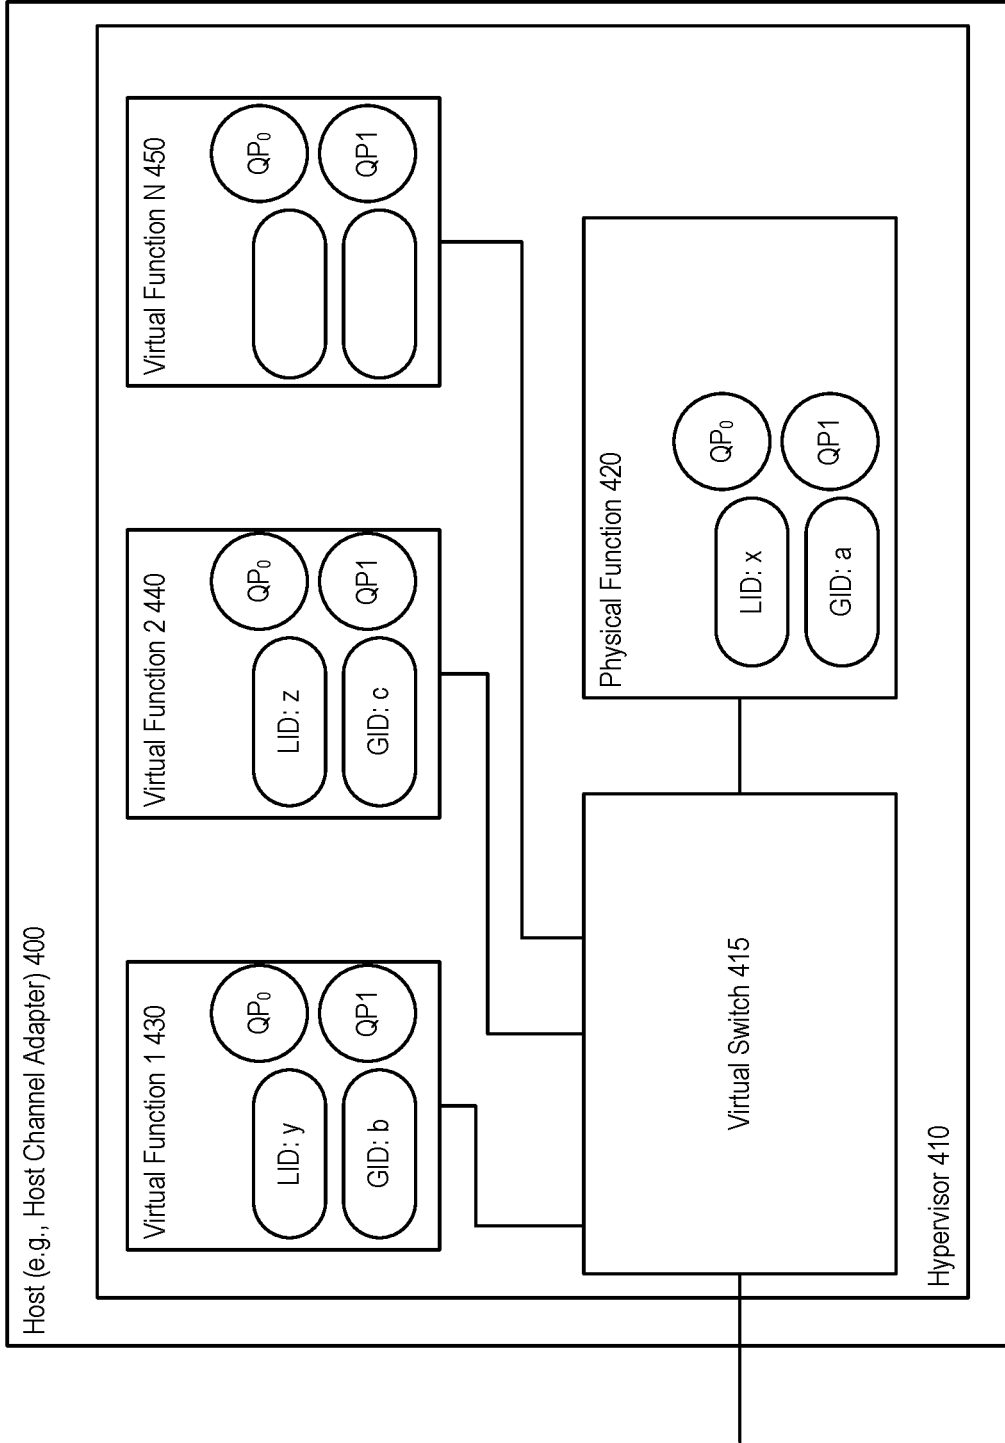 Host (e.g., Host Channel Adapter) 400
Virtual Function 1 430
LID: y
QP₀
GID: b
QP1
Virtual Function 2 440
LID: z
QP₀
GID: c
QP1
Virtual Function N 450
QP₀
QP1
Virtual Switch 415
Physical Function 420
LID: x
QP₀
GID: a
QP1
Hypervisor 410